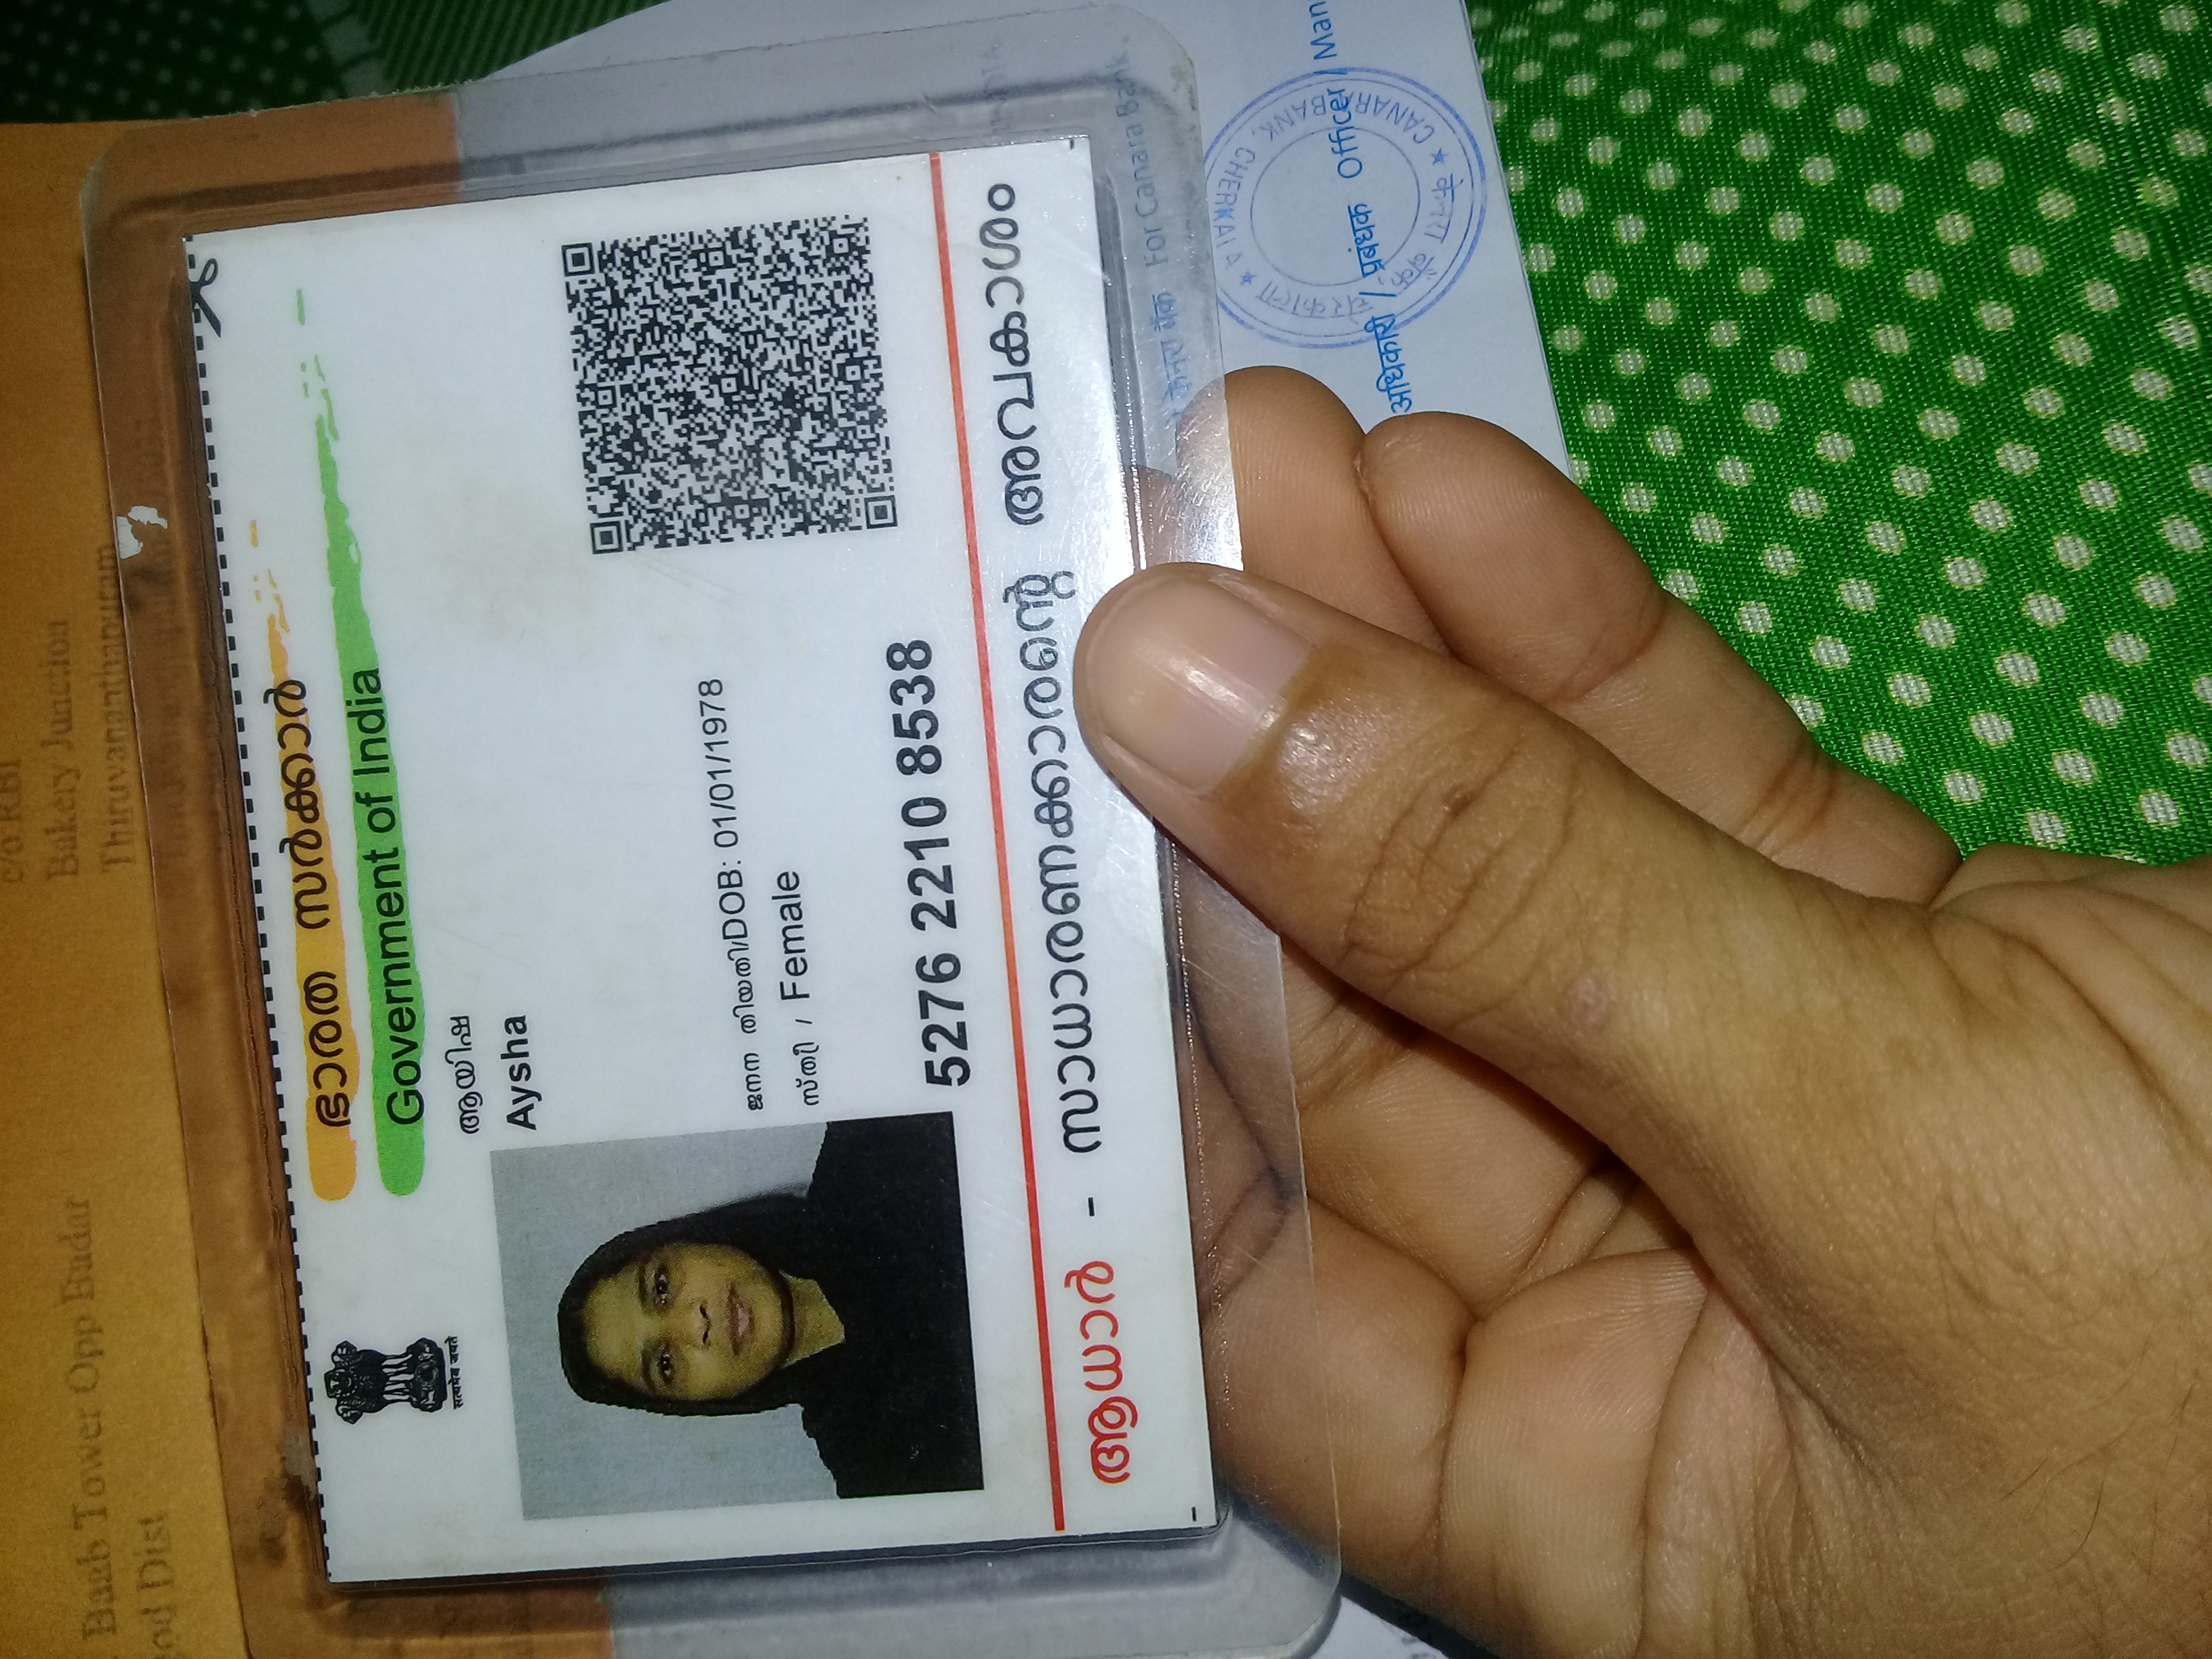 c/o RBI
Bakery Junction
Thiruvananthapuram
Baab Tower Opp Badar
god Dist
ഭാരത സർക്കാർ
Government of India
सत्यमेव जयते
ആയിഷ
Aysha
ജനന തിയതി/DOB: 01/01/1978
സ്ത്രീ / Female
5276 2210 8538
ആധാർ - സാധാരണക്കാരന്റെ അവകാശം
केनरा बैंक For Canara Bank
अधिकारी / प्रबंधक Officer / Man
केनरा बैंक, चेरकाला ★ CANARA BANK, CHERKALA ★